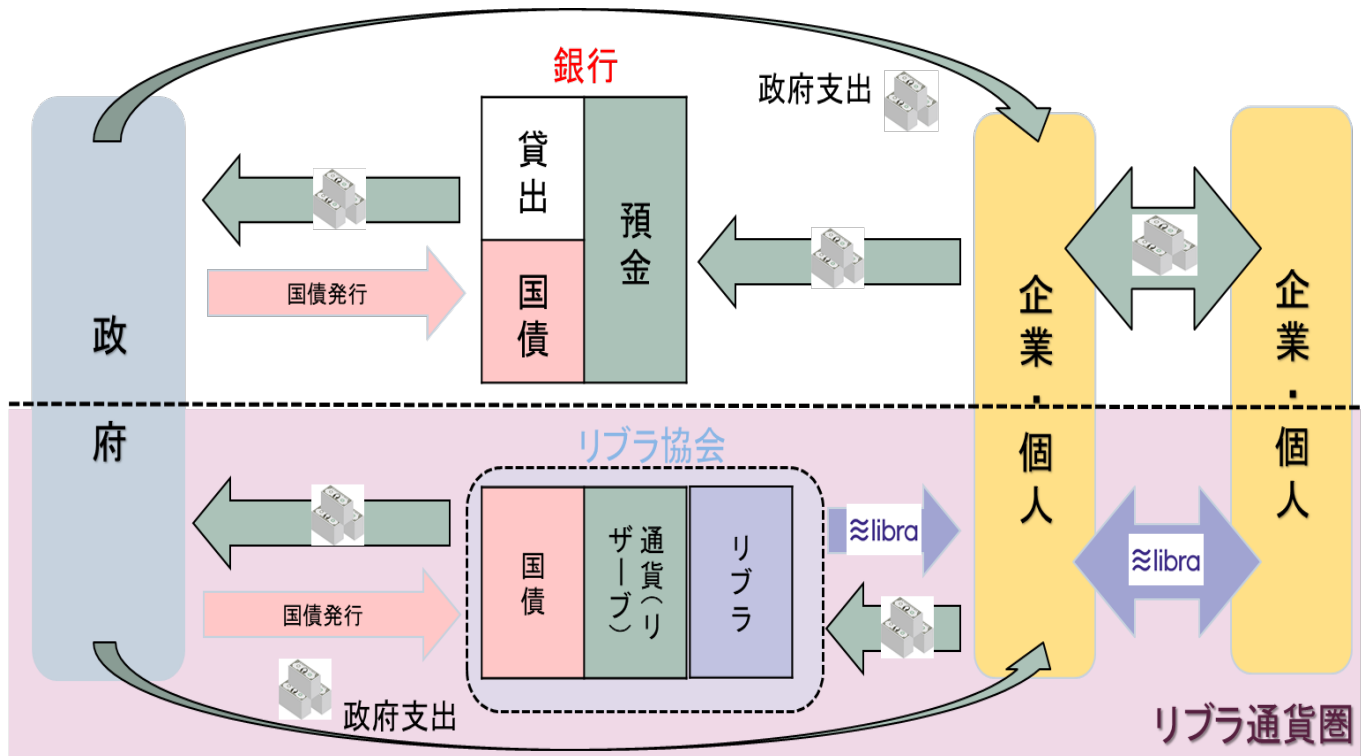 銀行
政府支出
貸出
預金
国債発行
国債
政府
企業・個人
企業・個人
リブラ協会
国債
通貨(リ
ザーブ)
リブラ
≋libra
≋libra
国債発行
政府支出
リブラ通貨圏